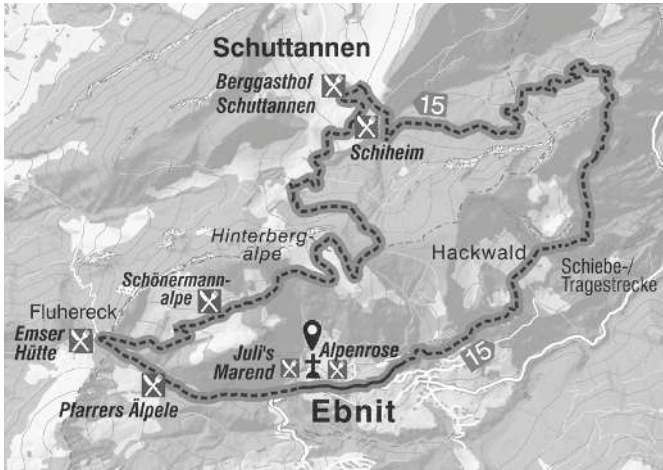 Schuttannen
Berggasthof
Schuttannen
15
Schiheim
Hinterberg-
alpe
Hackwald
Schiebe-/
Tragestrecke
Schönermann-
alpe
Fluhereck
Emser
Hütte
Juli's
Marend
Alpenrose
15
Pfarrers Älpele
Ebnit